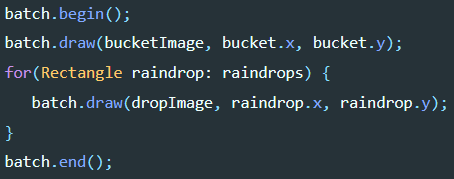 batch.begin();
batch.draw(bucketImage, bucket.x, bucket.y);
for(Rectangle raindrop: raindrops) {
   batch.draw(dropImage, raindrop.x, raindrop.y);
}
batch.end();